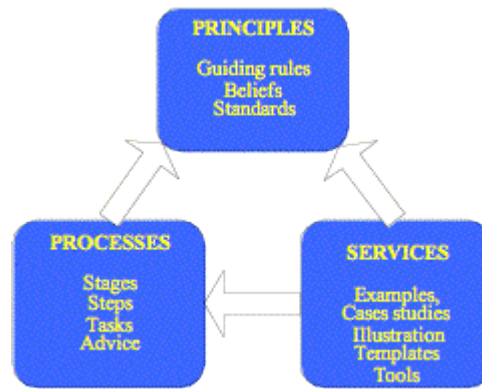 PRINCIPLES
Guiding rules
Beliefs
Standards
PROCESSES
Stages
Steps
Tasks
Advice
SERVICES
Examples,
Cases studies
Illustration
Templates
Tools